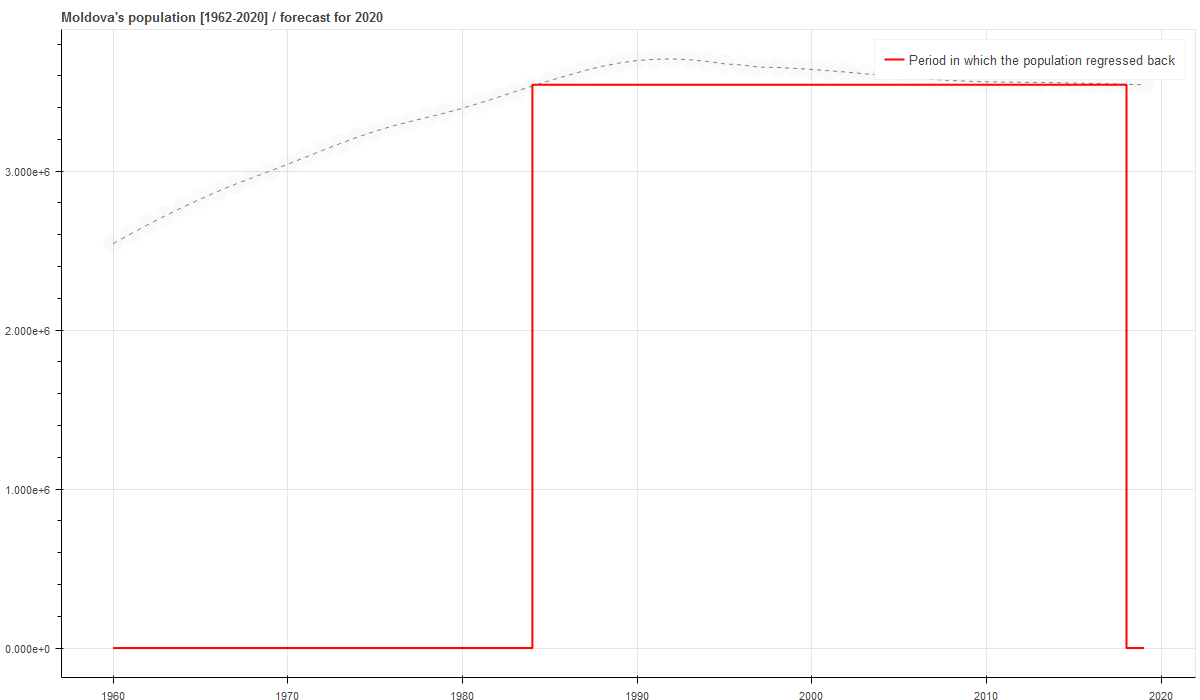 Moldova's population [1962-2020] / forecast for 2020
Period in which the population regressed back
3.000e+6
2.000e+6
1.000e+6
0.000e+0
1960
1970
1980
1990
2000
2010
2020